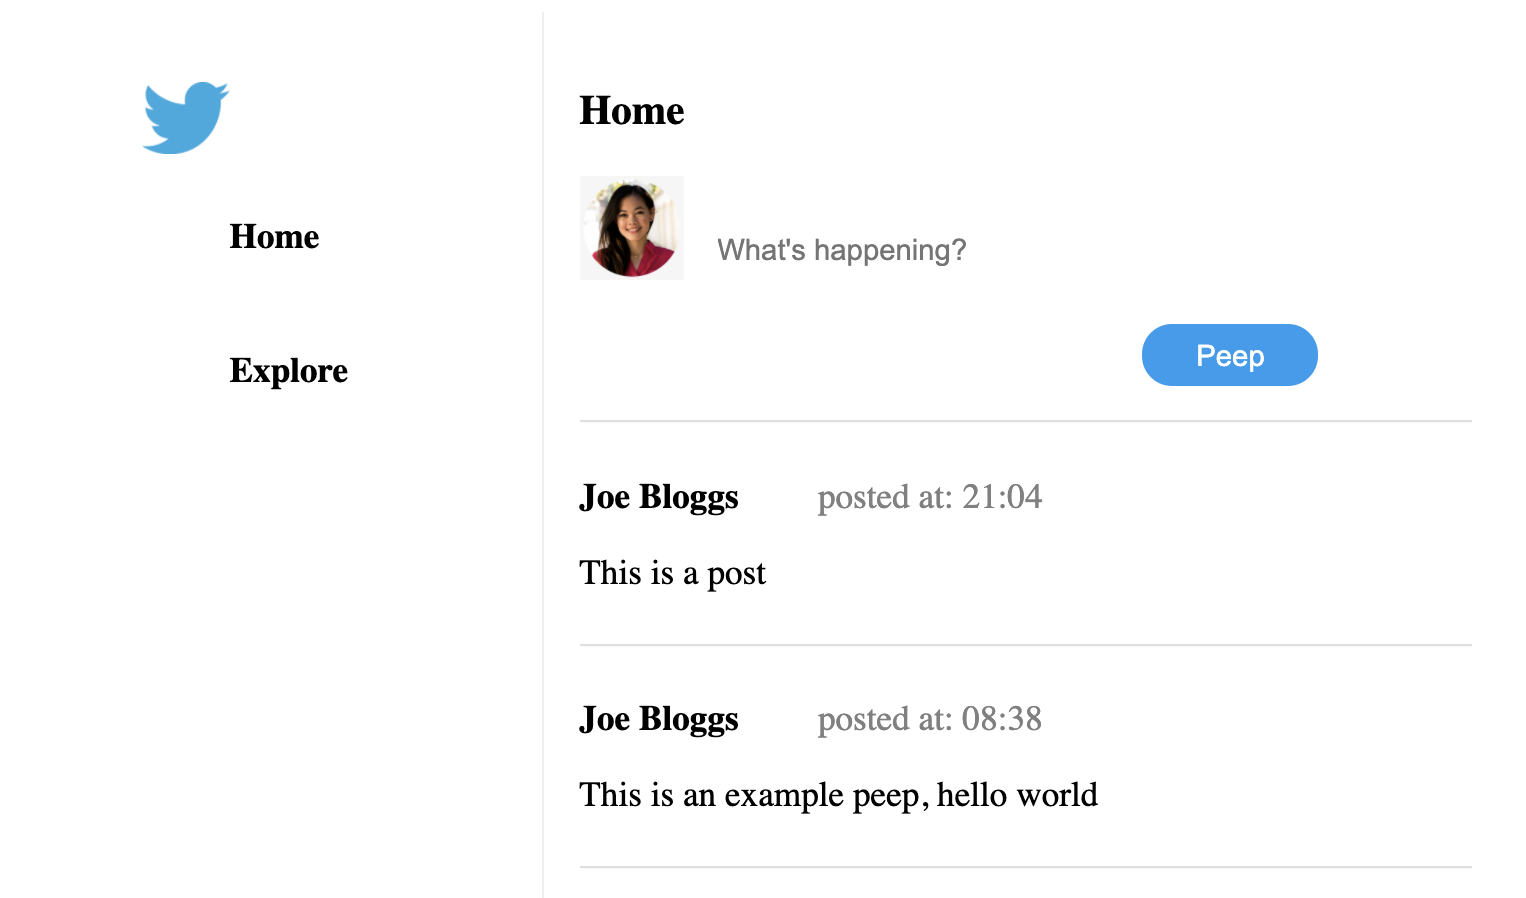 Home
Explore
Home
What's happening?
Peep
Joe Bloggs posted at: 21:04
This is a post
Joe Bloggs posted at: 08:38
This is an example peep, hello world